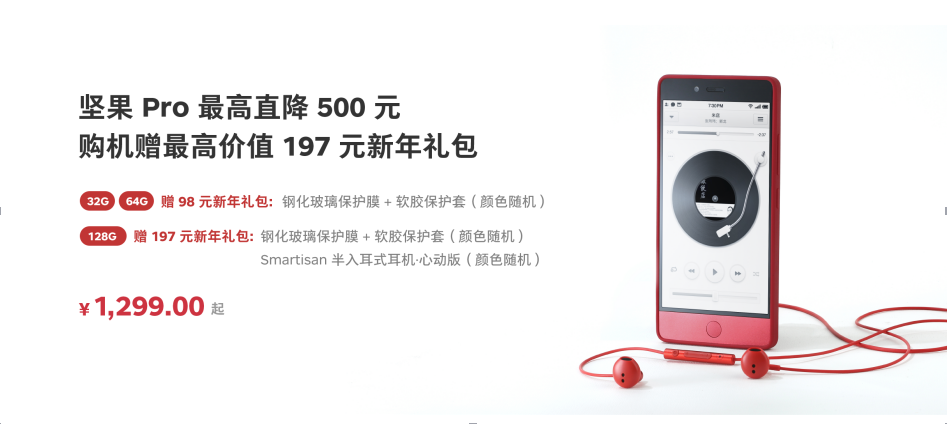 坚果 Pro 最高直降 500 元
购机赠最高价值 197 元新年礼包
32G 64G 赠 98 元新年礼包: 钢化玻璃保护膜 + 软胶保护套 ( 颜色随机 )
128G 赠 197 元新年礼包: 钢化玻璃保护膜 + 软胶保护套 ( 颜色随机 )
Smartisan 半入耳式耳机·心动版 ( 颜色随机 )
¥ 1,299.00 起
7:00PM